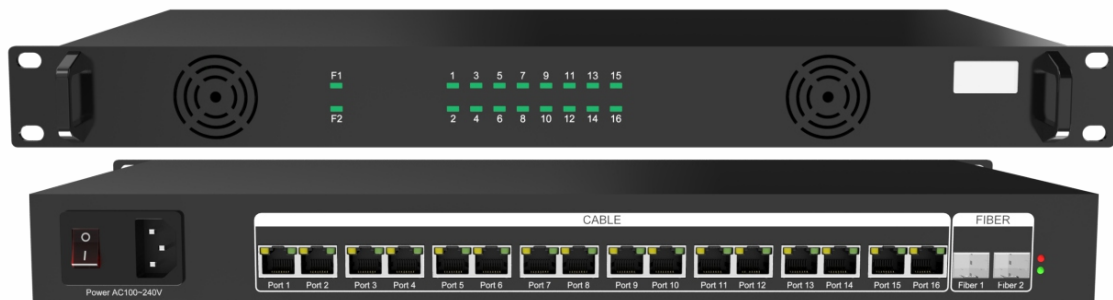 F1
1 3 5 7 9 11 13 15
F2
2 4 6 8 10 12 14 16
CABLE
FIBER
O
I
Port 1 Port 2 Port 3 Port 4 Port 5 Port 6 Port 7 Port 8 Port 9 Port 10 Port 11 Port 12 Port 13 Port 14 Port 15 Port 16 Fiber 1 Fiber 2
Power AC100~240V